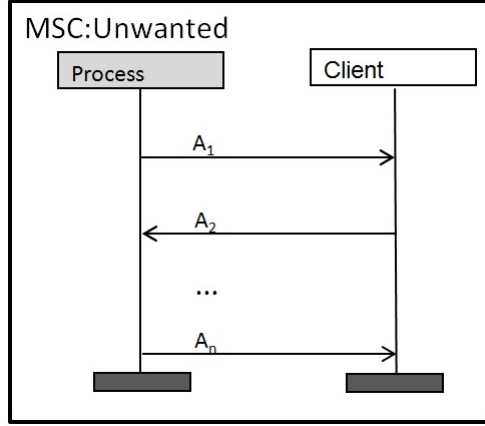 MSC:Unwanted
Process Client
A₁
A₂
...
Aₙ